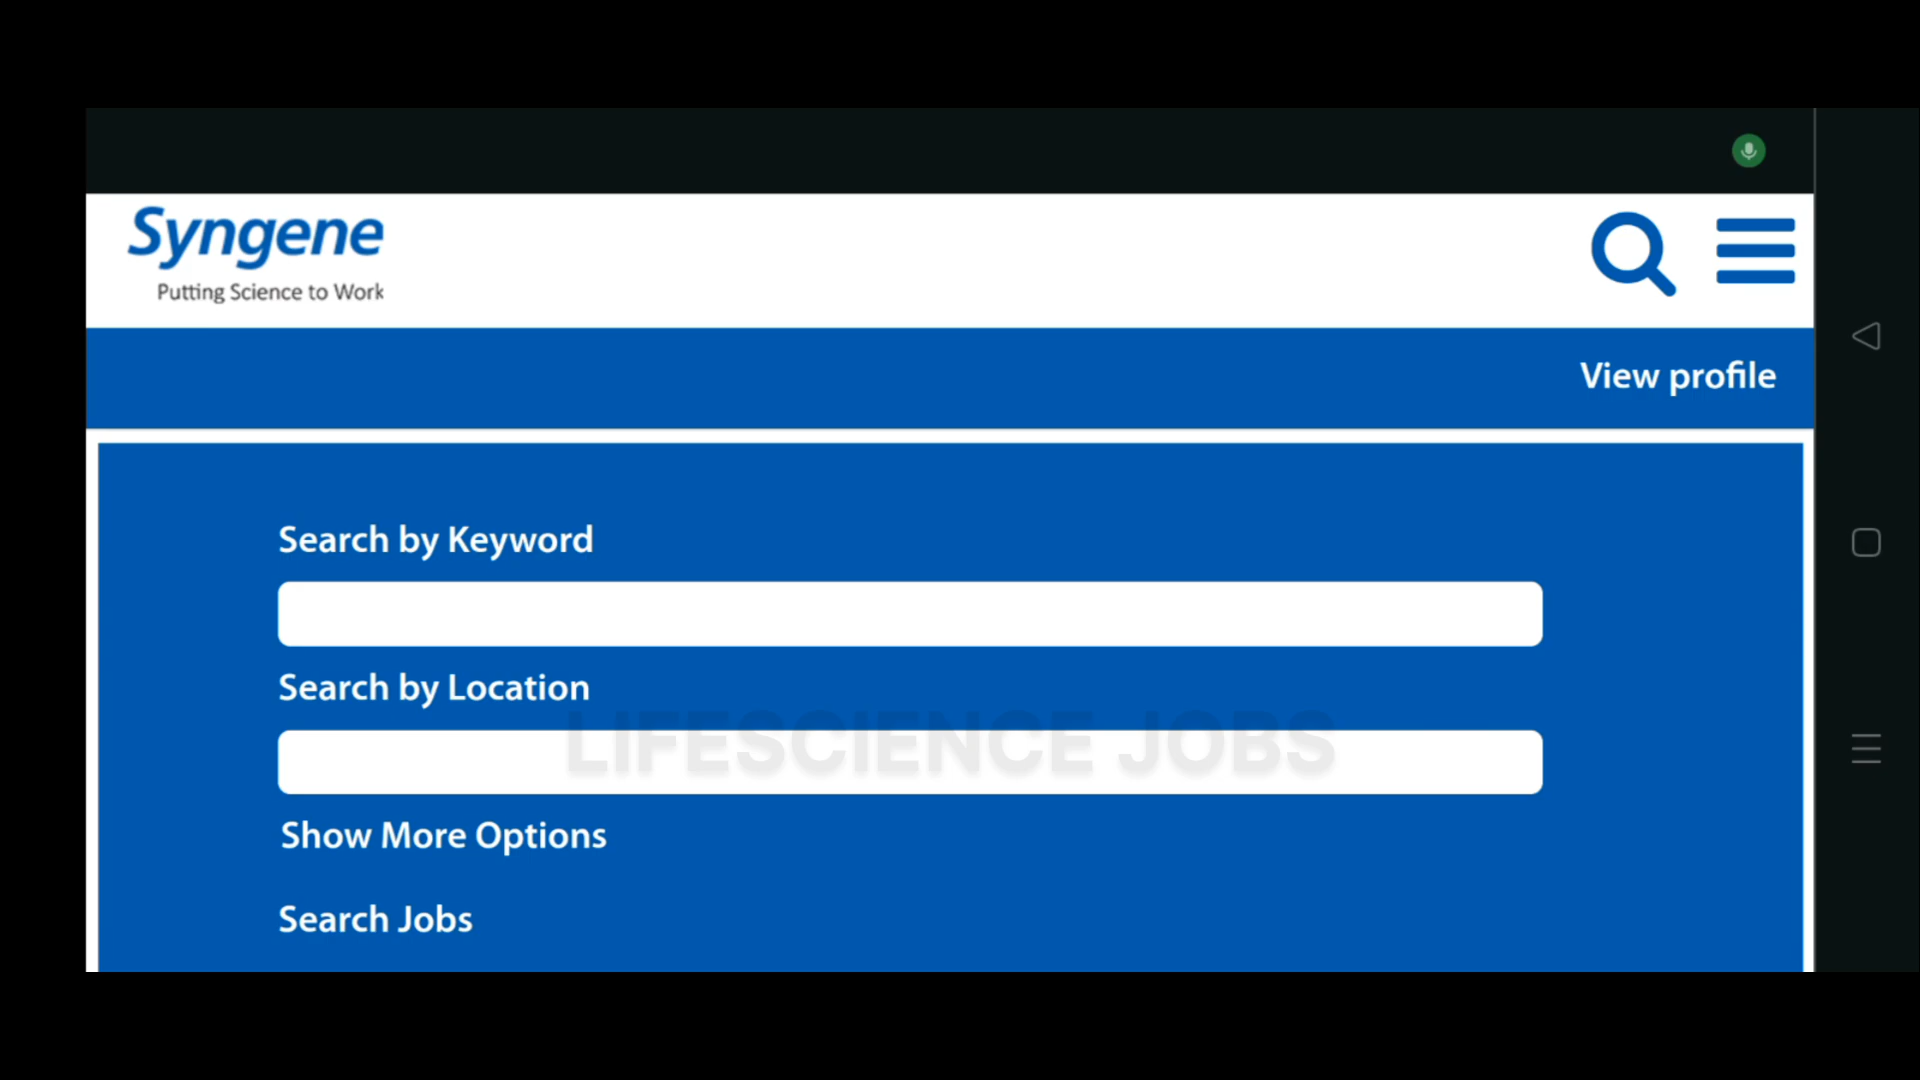 Syngene
Putting Science to Work
View profile
Search by Keyword
Search by Location
LIFESCIENCE JOBS
Show More Options
Search Jobs